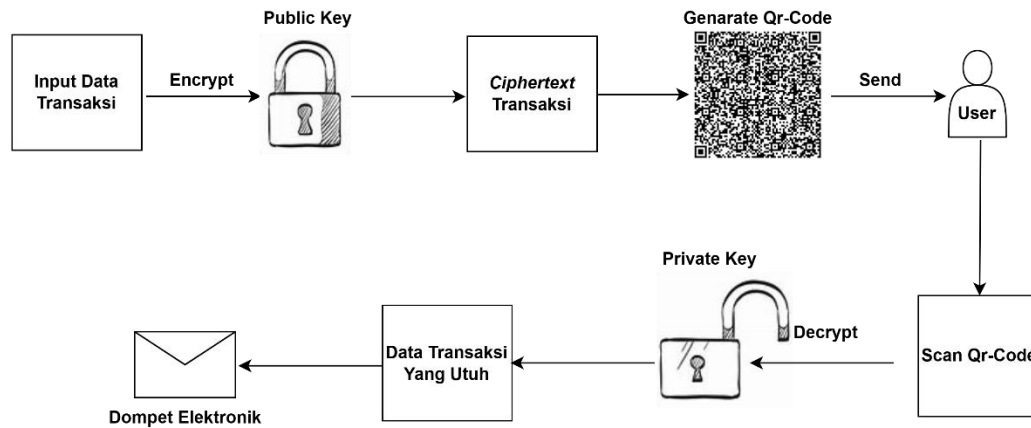 Public Key
Genarate Qr-Code
Input Data
Transaksi
Encrypt
Ciphertext
Transaksi
Send
User
Private Key
Decrypt
Scan Qr-Code
Data Transaksi
Yang Utuh
Dompet Elektronik